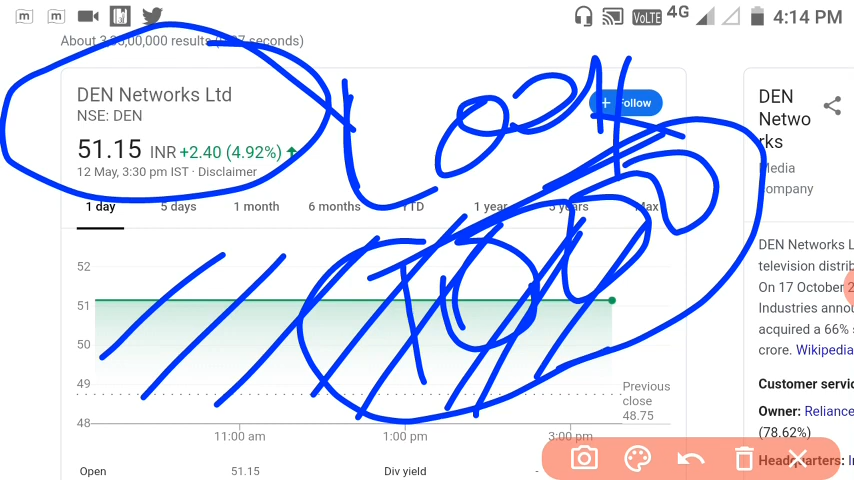 VoLTE 4G 4:14 PM
About
results
seconds)
DEN Networks Ltd
NSE: DEN
51.15 INR +2.40 (4.92%)
12 May, 3:30 pm IST · Disclaimer
+ Follow
1 day 5 days 1 month 6 months YTD 1 year 5 years Max
52
51
50
49
48
Previous
close
48.75
11:00 am 1:00 pm 3:00 pm
Open 51.15 Div yield -
DEN
Netwo
rks
Media
company
DEN Networks L
television distrib
On 17 October 2
Industries annou
acquired a 66%
crore. Wikipedia
Customer servic
Owner: Reliance
(78.62%)
Headquarters: